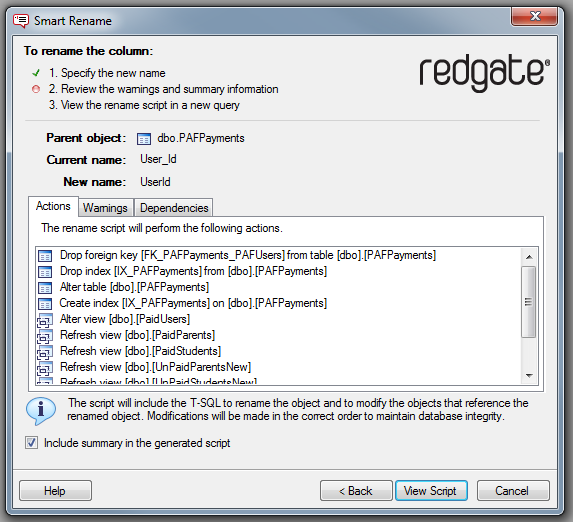 Smart Rename
To rename the column:
1. Specify the new name
2. Review the warnings and summary information
3. View the rename script in a new query
redgate®
Parent object: dbo.PAFPayments
Current name: User_Id
New name: UserId
Actions Warnings Dependencies
The rename script will perform the following actions.
Drop foreign key [FK_PAFPayments_PAFUsers] from table [dbo].[PAFPayments]
Drop index [IX_PAFPayments] from [dbo].[PAFPayments]
Alter table [dbo].[PAFPayments]
Create index [IX_PAFPayments] on [dbo].[PAFPayments]
Alter view [dbo].[PaidUsers]
Refresh view [dbo].[PaidParents]
Refresh view [dbo].[PaidStudents]
Refresh view [dbo].[UnPaidParentsNew]
Refresh view [dbo].[UnPaidStudentsNew]
The script will include the T-SQL to rename the object and to modify the objects that reference the
renamed object. Modifications will be made in the correct order to maintain database integrity.
Include summary in the generated script
Help < Back View Script Cancel